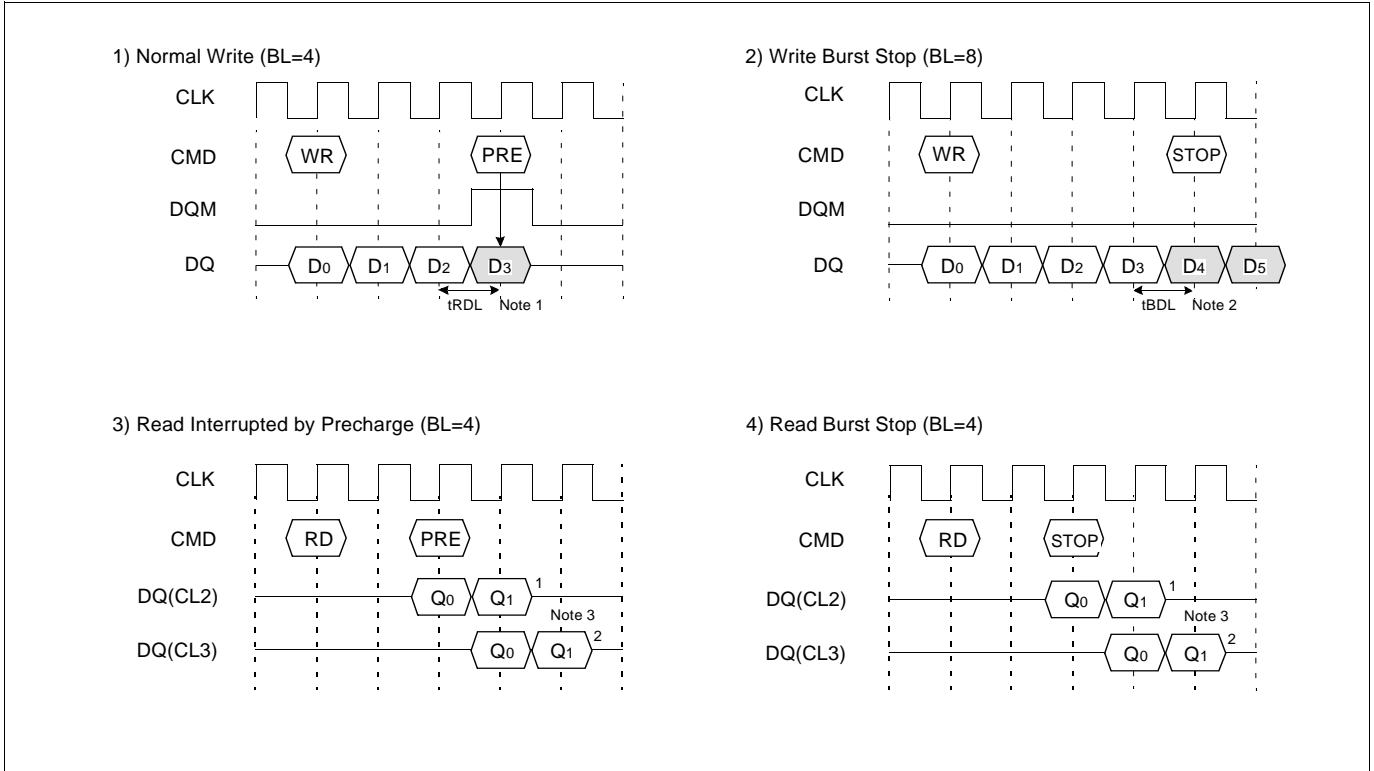 1) Normal Write (BL=4)
CLK
CMD WR PRE
DQM
DQ D0 D1 D2 D3
tRDL Note 1
2) Write Burst Stop (BL=8)
CLK
CMD WR STOP
DQM
DQ D0 D1 D2 D3 D4 D5
tBDL Note 2
3) Read Interrupted by Precharge (BL=4)
CLK
CMD RD PRE
DQ(CL2) Q0 Q1 1
Note 3
DQ(CL3) Q0 Q1 2
4) Read Burst Stop (BL=4)
CLK
CMD RD STOP
DQ(CL2) Q0 Q1 1
Note 3
DQ(CL3) Q0 Q1 2